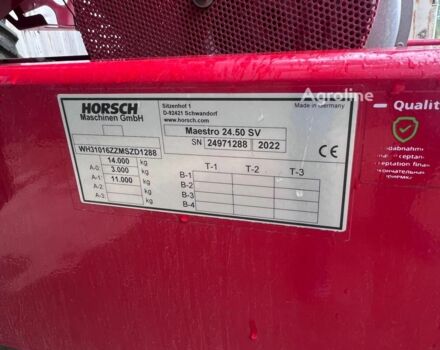 HORSCH
Maschinen GmbH
Sitzenhof 1
D-92421 Schwandorf
www.horsch.com
Made in Germany
Maestro 24.50 SV
SN 24971288 2022
WH31016ZZMSZD1288
14.000 kg
A-0: 3.000 kg
A-1: 11.000 kg
A-2: kg
A-3: kg
T-1 T-2 T-3
B-1
B-2
B-3
B-4
CE
Agroline
Qualit